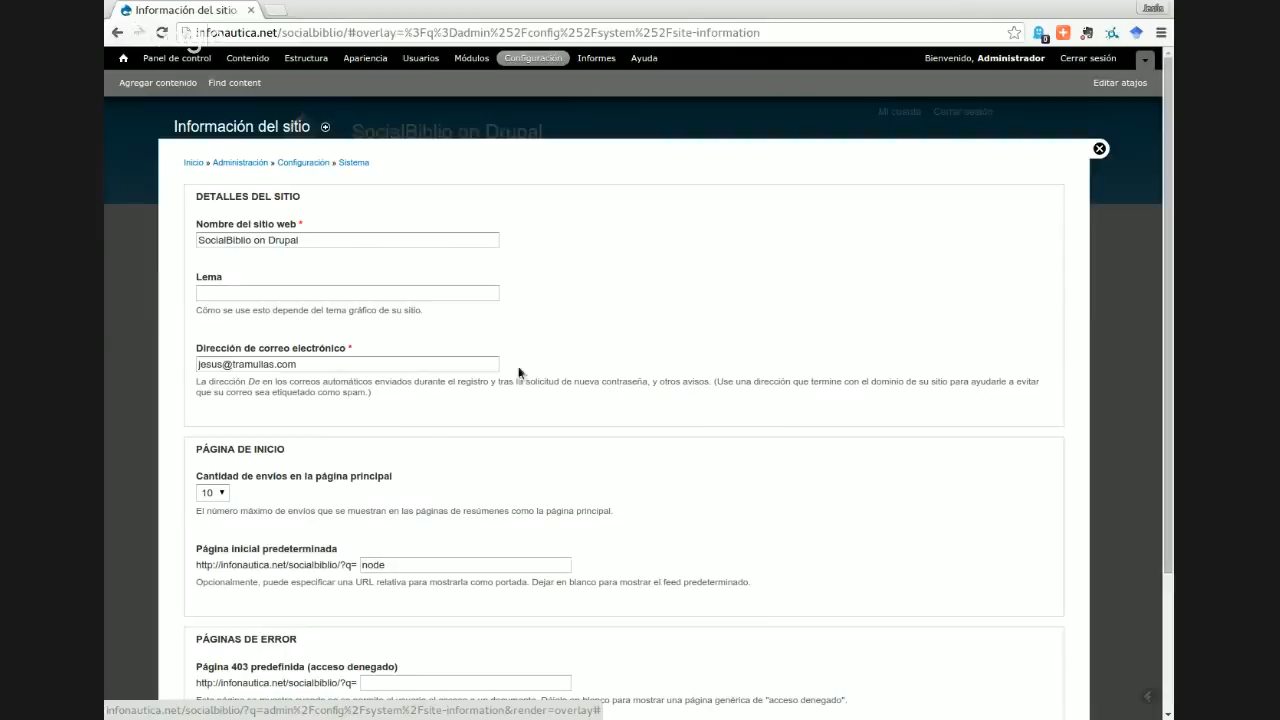 Información del sitio
infonautica.net/socialbiblio/#overlay=%3Fq%3Dadmin%252Fconfig%252Fsystem%252Fsite-information
Panel de control Contenido Estructura Apariencia Usuarios Módulos Configuración Informes Ayuda Bienvenido, Administrador Cerrar sesión
Agregar contenido Find content Editar atajos
Mi cuenta Cerrar sesión
Información del sitio SocialBiblio on Drupal
Inicio » Administración » Configuración » Sistema
DETALLES DEL SITIO
Nombre del sitio web *
SocialBiblio on Drupal
Lema
Cómo se use esto depende del tema gráfico de su sitio.
Dirección de correo electrónico *
jesus@tramullas.com
La dirección De en los correos automáticos enviados durante el registro y tras la solicitud de nueva contraseña, y otros avisos. (Use una dirección que termine con el dominio de su sitio para ayudarle a evitar
que su correo sea etiquetado como spam.)
PÁGINA DE INICIO
Cantidad de envíos en la página principal
10
El número máximo de envíos que se muestran en las páginas de resúmenes como la página principal.
Página inicial predeterminada
http://infonautica.net/socialbiblio/?q= node
Opcionalmente, puede especificar una URL relativa para mostrarla como portada. Dejar en blanco para mostrar el feed predeterminado.
PÁGINAS DE ERROR
Página 403 predefinida (acceso denegado)
http://infonautica.net/socialbiblio/?q=
blanco para mostrar una página genérica de "acceso denegado".
infonautica.net/socialbiblio/?q=admin%2Fconfig%2Fsystem%2Fsite-information&render=overlay#